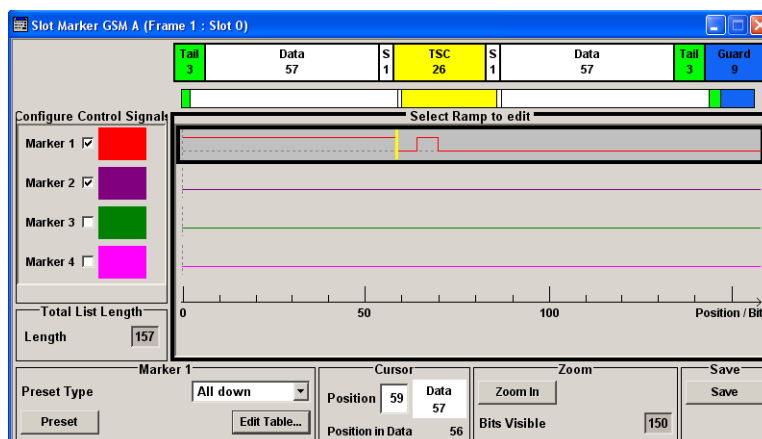 Slot Marker GSM A (Frame 1 : Slot 0)
Tail Data S TSC S Data Tail Guard
3 57 1 26 1 57 3 9
Configure Control Signals
Select Ramp to edit
Marker 1
Marker 2
Marker 3
Marker 4
0 50 100 Position / Bit
Total List Length
Length 157
Marker 1
Preset Type All down
Preset Edit Table...
Cursor
Position 59 Data
57
Position in Data 56
Zoom
Zoom In
Bits Visible 150
Save
Save